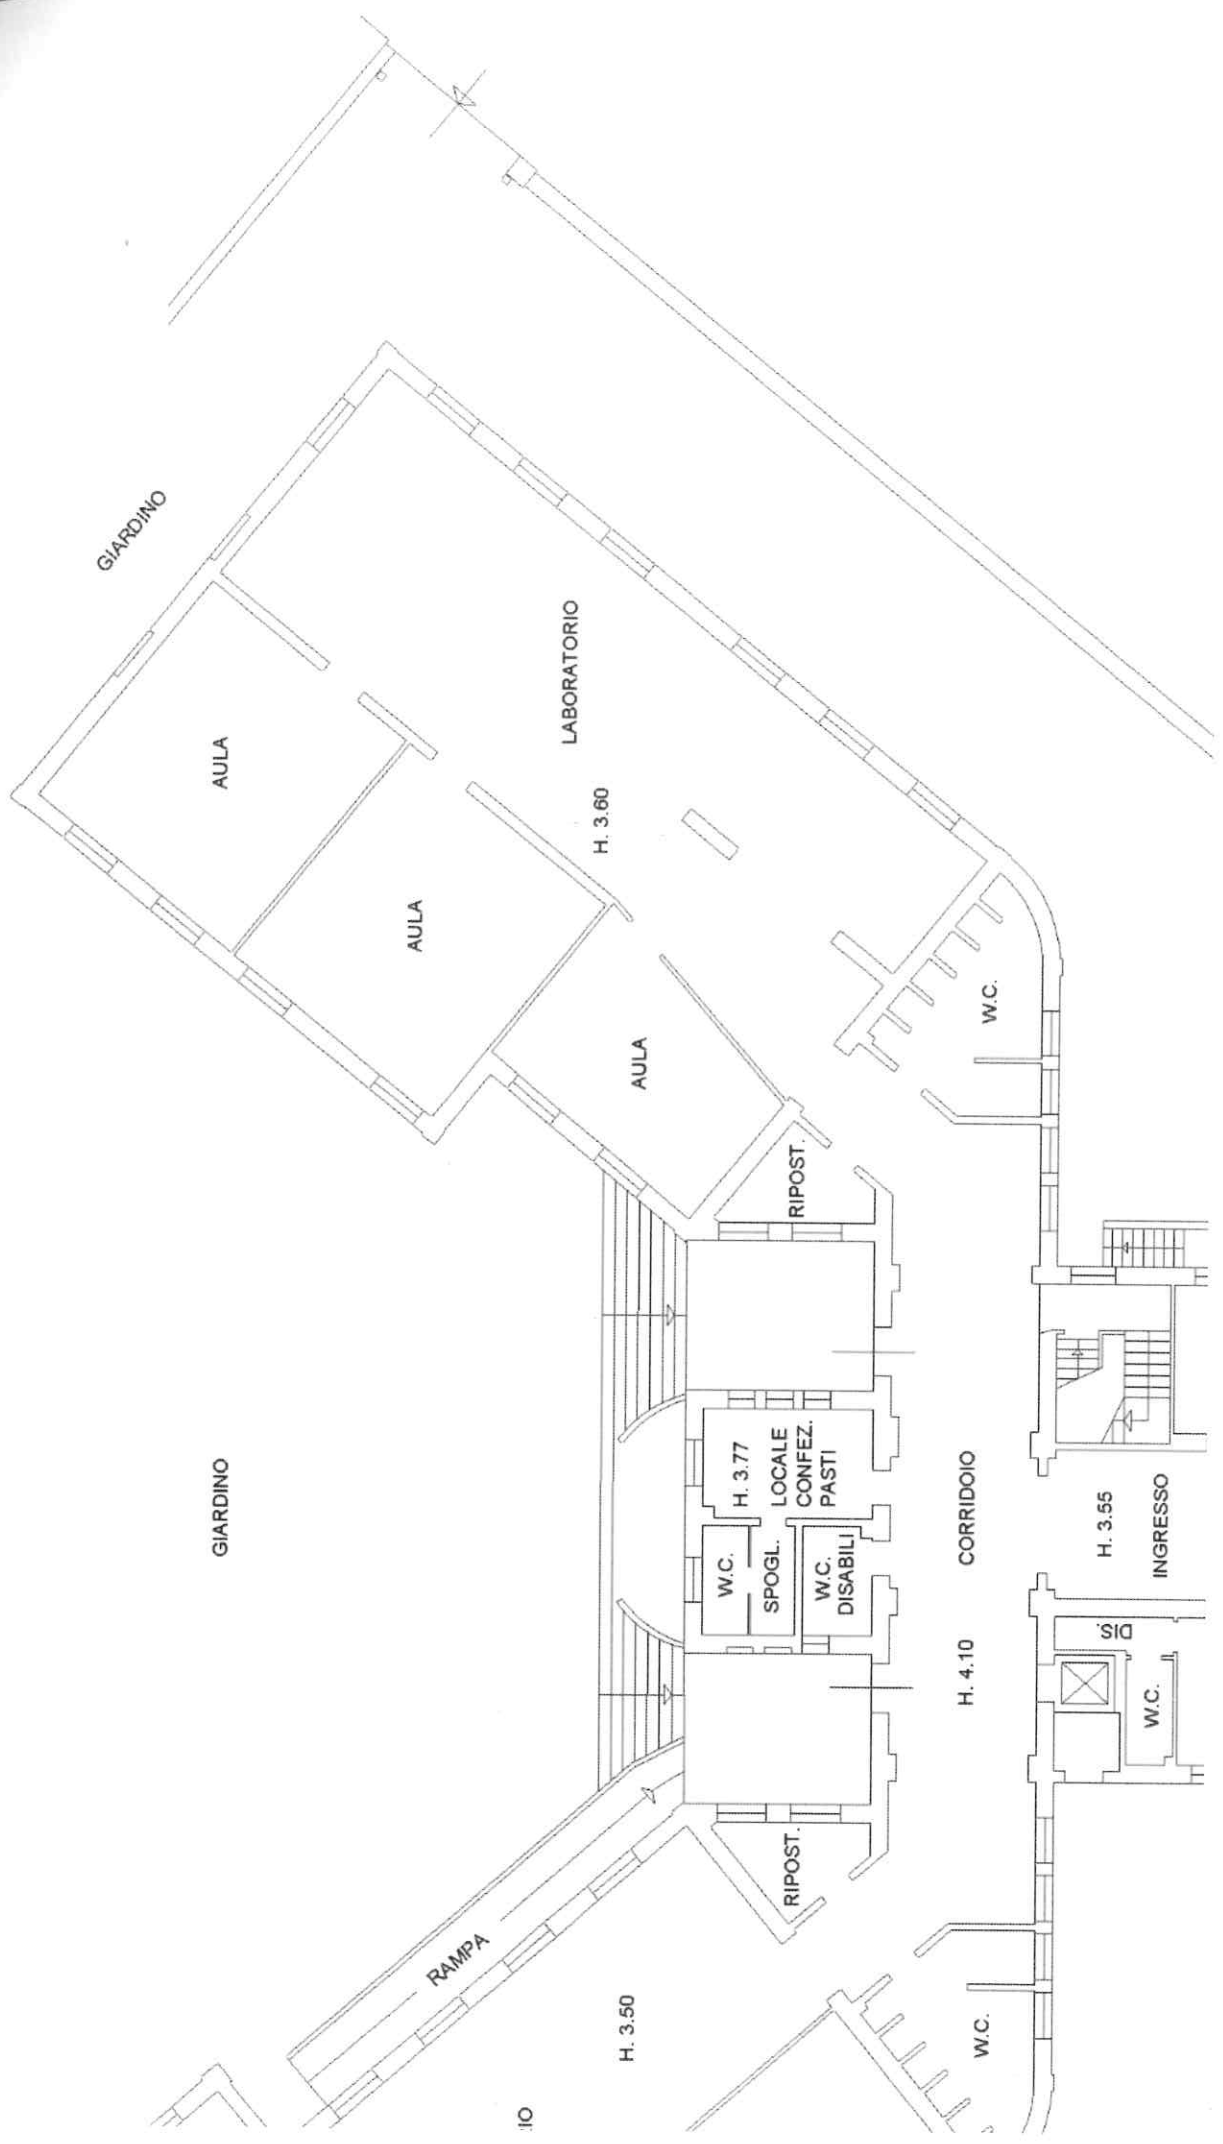 GIARDINO
AULA
LABORATORIO
H. 3.60
AULA
AULA
W.C.
RIPOST.
GIARDINO
H. 3.77
LOCALE
CONFEZ.
PASTI
W.C.
SPOGL.
W.C.
DISABILI
CORRIDOIO
H. 4.10
H. 3.55
INGRESSO
DIS.
W.C.
RIPOST.
RAMPA
H. 3.50
W.C.
IO